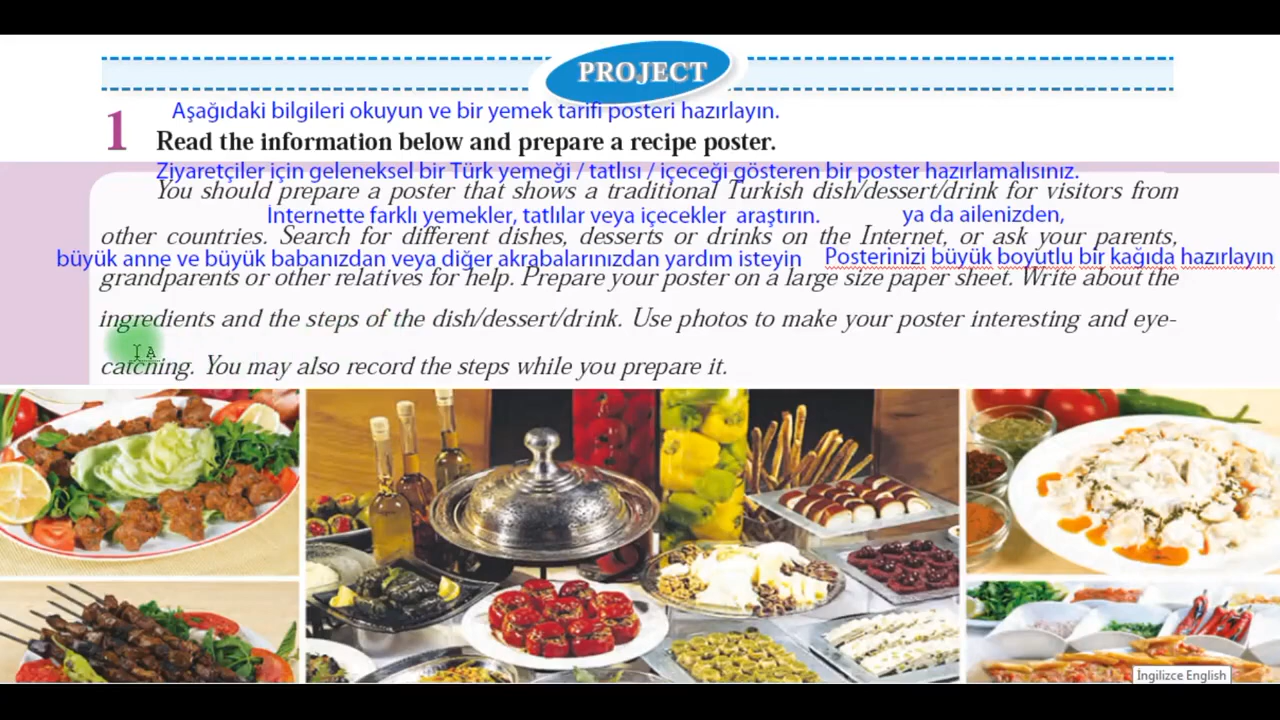 PROJECT
Aşağıdaki bilgileri okuyun ve bir yemek tarifi posteri hazırlayın.
1 Read the information below and prepare a recipe poster.
Ziyaretçiler için geleneksel bir Türk yemeği / tatlısı / içeceği gösteren bir poster hazırlamalısınız.
You should prepare a poster that shows a traditional Turkish dish/dessert/drink for visitors from
İnternette farklı yemekler, tatlılar veya içecekler araştırın. ya da ailenizden,
other countries. Search for different dishes, desserts or drinks on the Internet, or ask your parents,
büyük anne ve büyük babanızdan veya diğer akrabalarınızdan yardım isteyin Posterinizi büyük boyutlu bir kağıda hazırlayın
grandparents or other relatives for help. Prepare your poster on a large size paper sheet. Write about the
ingredients and the steps of the dish/dessert/drink. Use photos to make your poster interesting and eye-
catching. You may also record the steps while you prepare it.
A
Ingilizce English